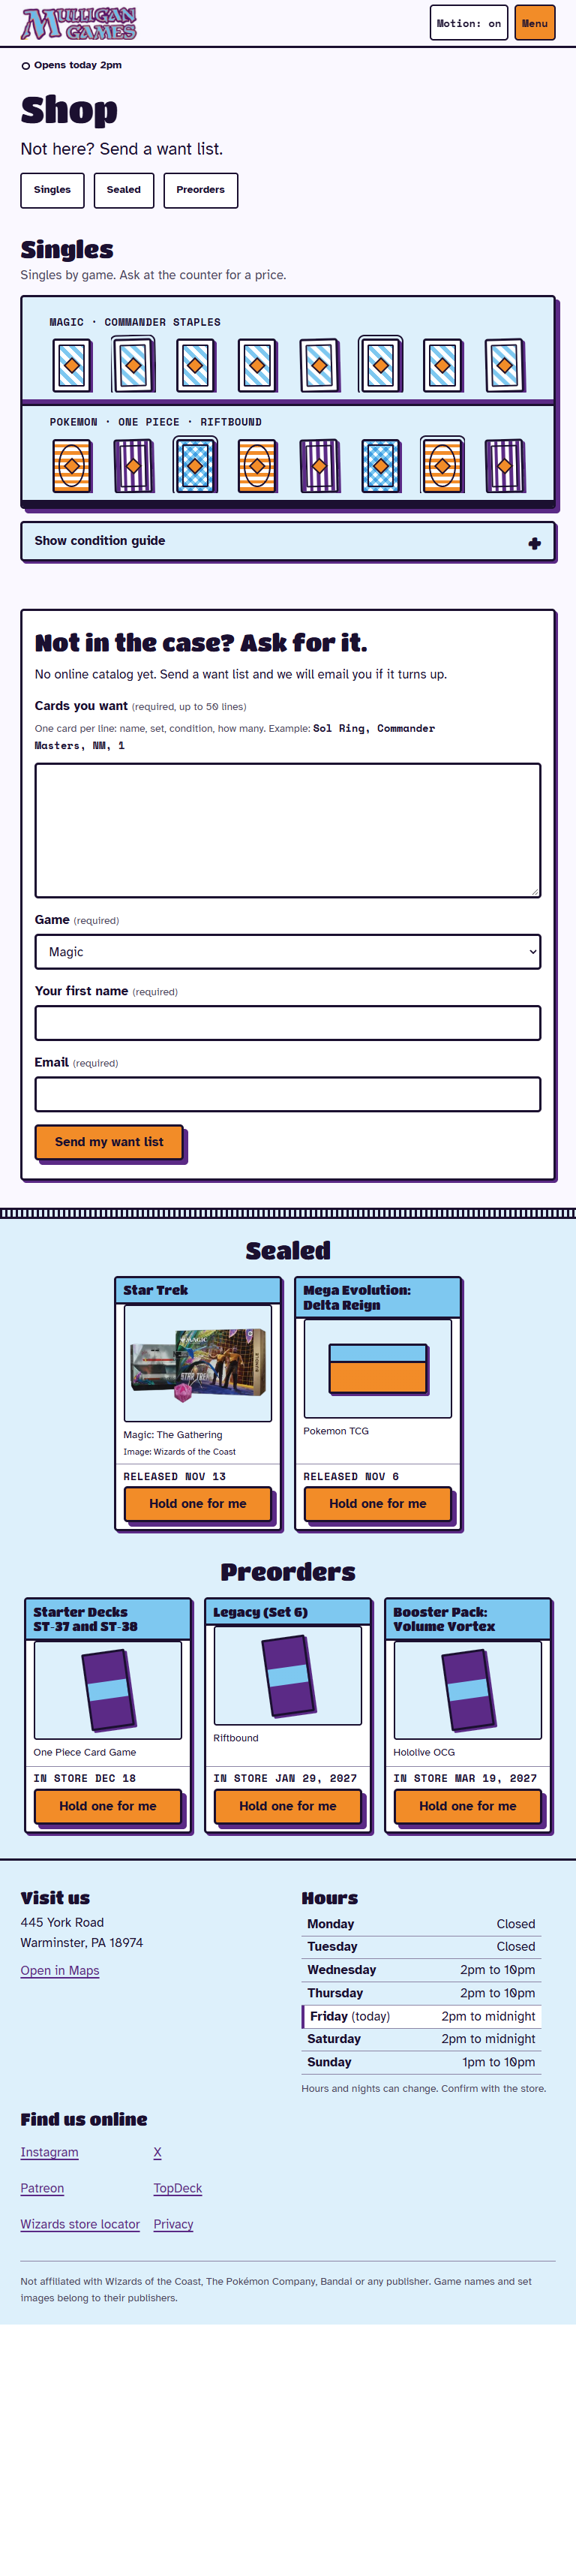 MULLIGAN GAMES
Motion: on
Menu
Opens today 2pm
Shop
Not here? Send a want list.
Singles
Sealed
Preorders
Singles
Singles by game. Ask at the counter for a price.
MAGIC · COMMANDER STAPLES
POKEMON · ONE PIECE · RIFTBOUND
Show condition guide
Not in the case? Ask for it.
No online catalog yet. Send a want list and we will email you if it turns up.
Cards you want (required, up to 50 lines)
One card per line: name, set, condition, how many. Example: Sol Ring, Commander
Masters, NM, 1
Game (required)
Magic
Your first name (required)
Email (required)
Send my want list
Sealed
Star Trek
Magic: The Gathering
Image: Wizards of the Coast
RELEASED NOV 13
Hold one for me
Mega Evolution:
Delta Reign
Pokemon TCG
RELEASED NOV 6
Hold one for me
Preorders
Starter Decks
ST-37 and ST-38
One Piece Card Game
IN STORE DEC 18
Hold one for me
Legacy (Set 6)
Riftbound
IN STORE JAN 29, 2027
Hold one for me
Booster Pack:
Volume Vortex
Hololive OCG
IN STORE MAR 19, 2027
Hold one for me
Visit us
445 York Road
Warminster, PA 18974
Open in Maps
Hours
Monday Closed
Tuesday Closed
Wednesday 2pm to 10pm
Thursday 2pm to 10pm
Friday (today) 2pm to midnight
Saturday 2pm to midnight
Sunday 1pm to 10pm
Hours and nights can change. Confirm with the store.
Find us online
Instagram
X
Patreon
TopDeck
Wizards store locator
Privacy
Not affiliated with Wizards of the Coast, The Pokémon Company, Bandai or any publisher. Game names and set
images belong to their publishers.